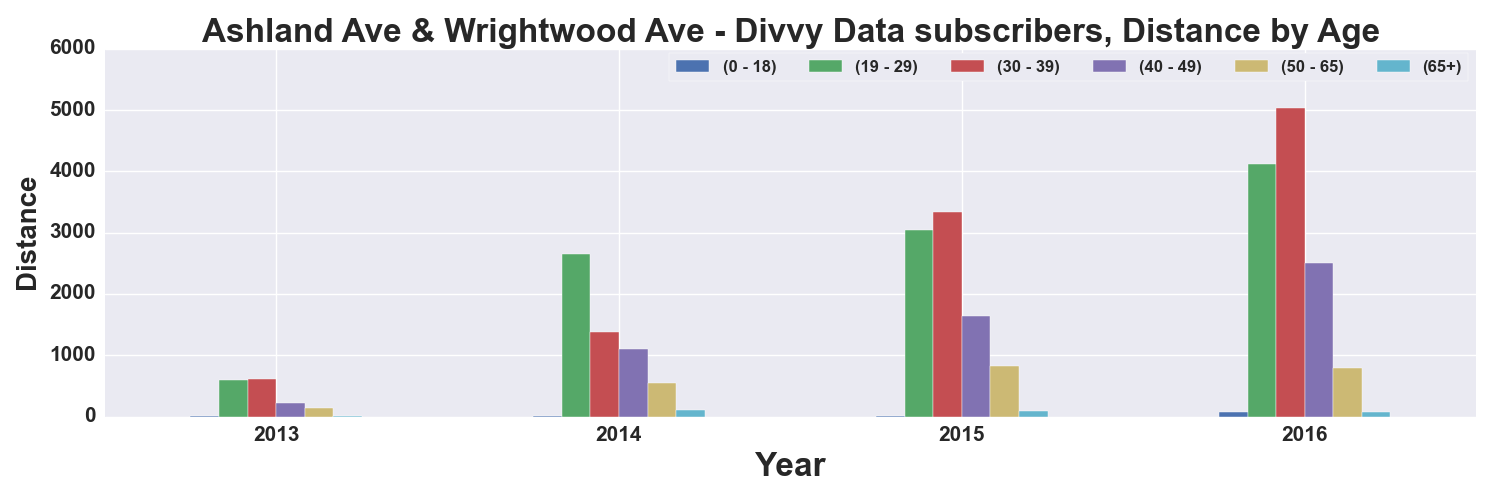 Ashland Ave & Wrightwood Ave - Divvy Data subscribers, Distance by Age
(0 - 18) (19 - 29) (30 - 39) (40 - 49) (50 - 65) (65+)
6000
5000
4000
3000
2000
1000
0
Distance
2013 2014 2015 2016
Year